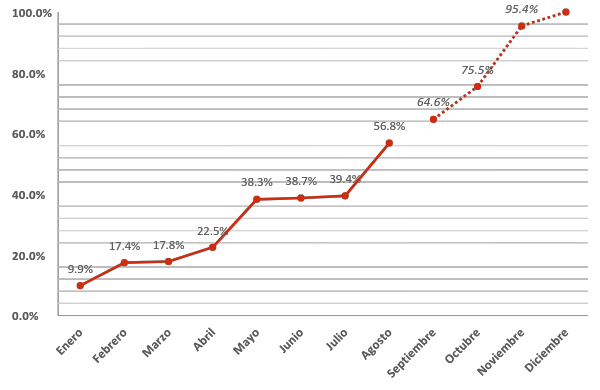 100.0%
80.0%
60.0%
40.0%
20.0%
0.0%
9.9%
17.4%
17.8%
22.5%
38.3%
38.7%
39.4%
56.8%
64.6%
75.5%
95.4%
Enero
Febrero
Marzo
Abril
Mayo
Junio
Julio
Agosto
Septiembre
Octubre
Noviembre
Diciembre